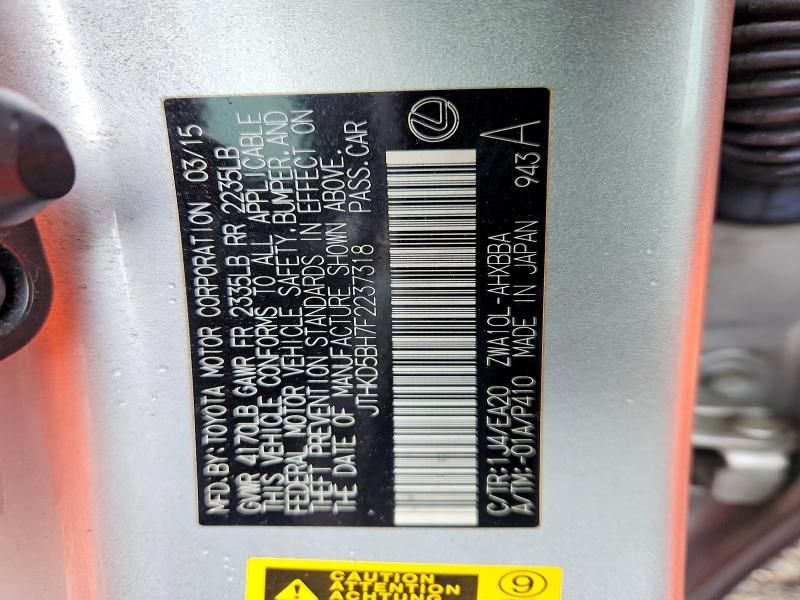 MFD.BY:TOYOTA MOTOR CORPORATION 03/15
GVWR 4170LB GAWR FR 2335LB RR 2235LB
THIS VEHICLE CONFORMS TO ALL APPLICABLE
FEDERAL MOTOR VEHICLE SAFETY,BUMPER,AND
THEFT PREVENTION STANDARDS IN EFFECT ON
THE DATE OF MANUFACTURE SHOWN ABOVE.
JTHKD5BH7F2237318 PASS.CAR
C/TR:1J4/EA20 ZWA10L-AHXBBA 943 A
A/TM:-01A/P410 MADE IN JAPAN
CAUTION
ATTENTION
ACHTUNG
9